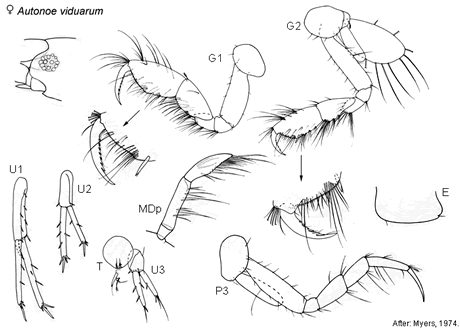 ♀ Autonoe viduarum
G1
G2
U1
U2
MDp
E
T
U3
P3
After: Myers, 1974.